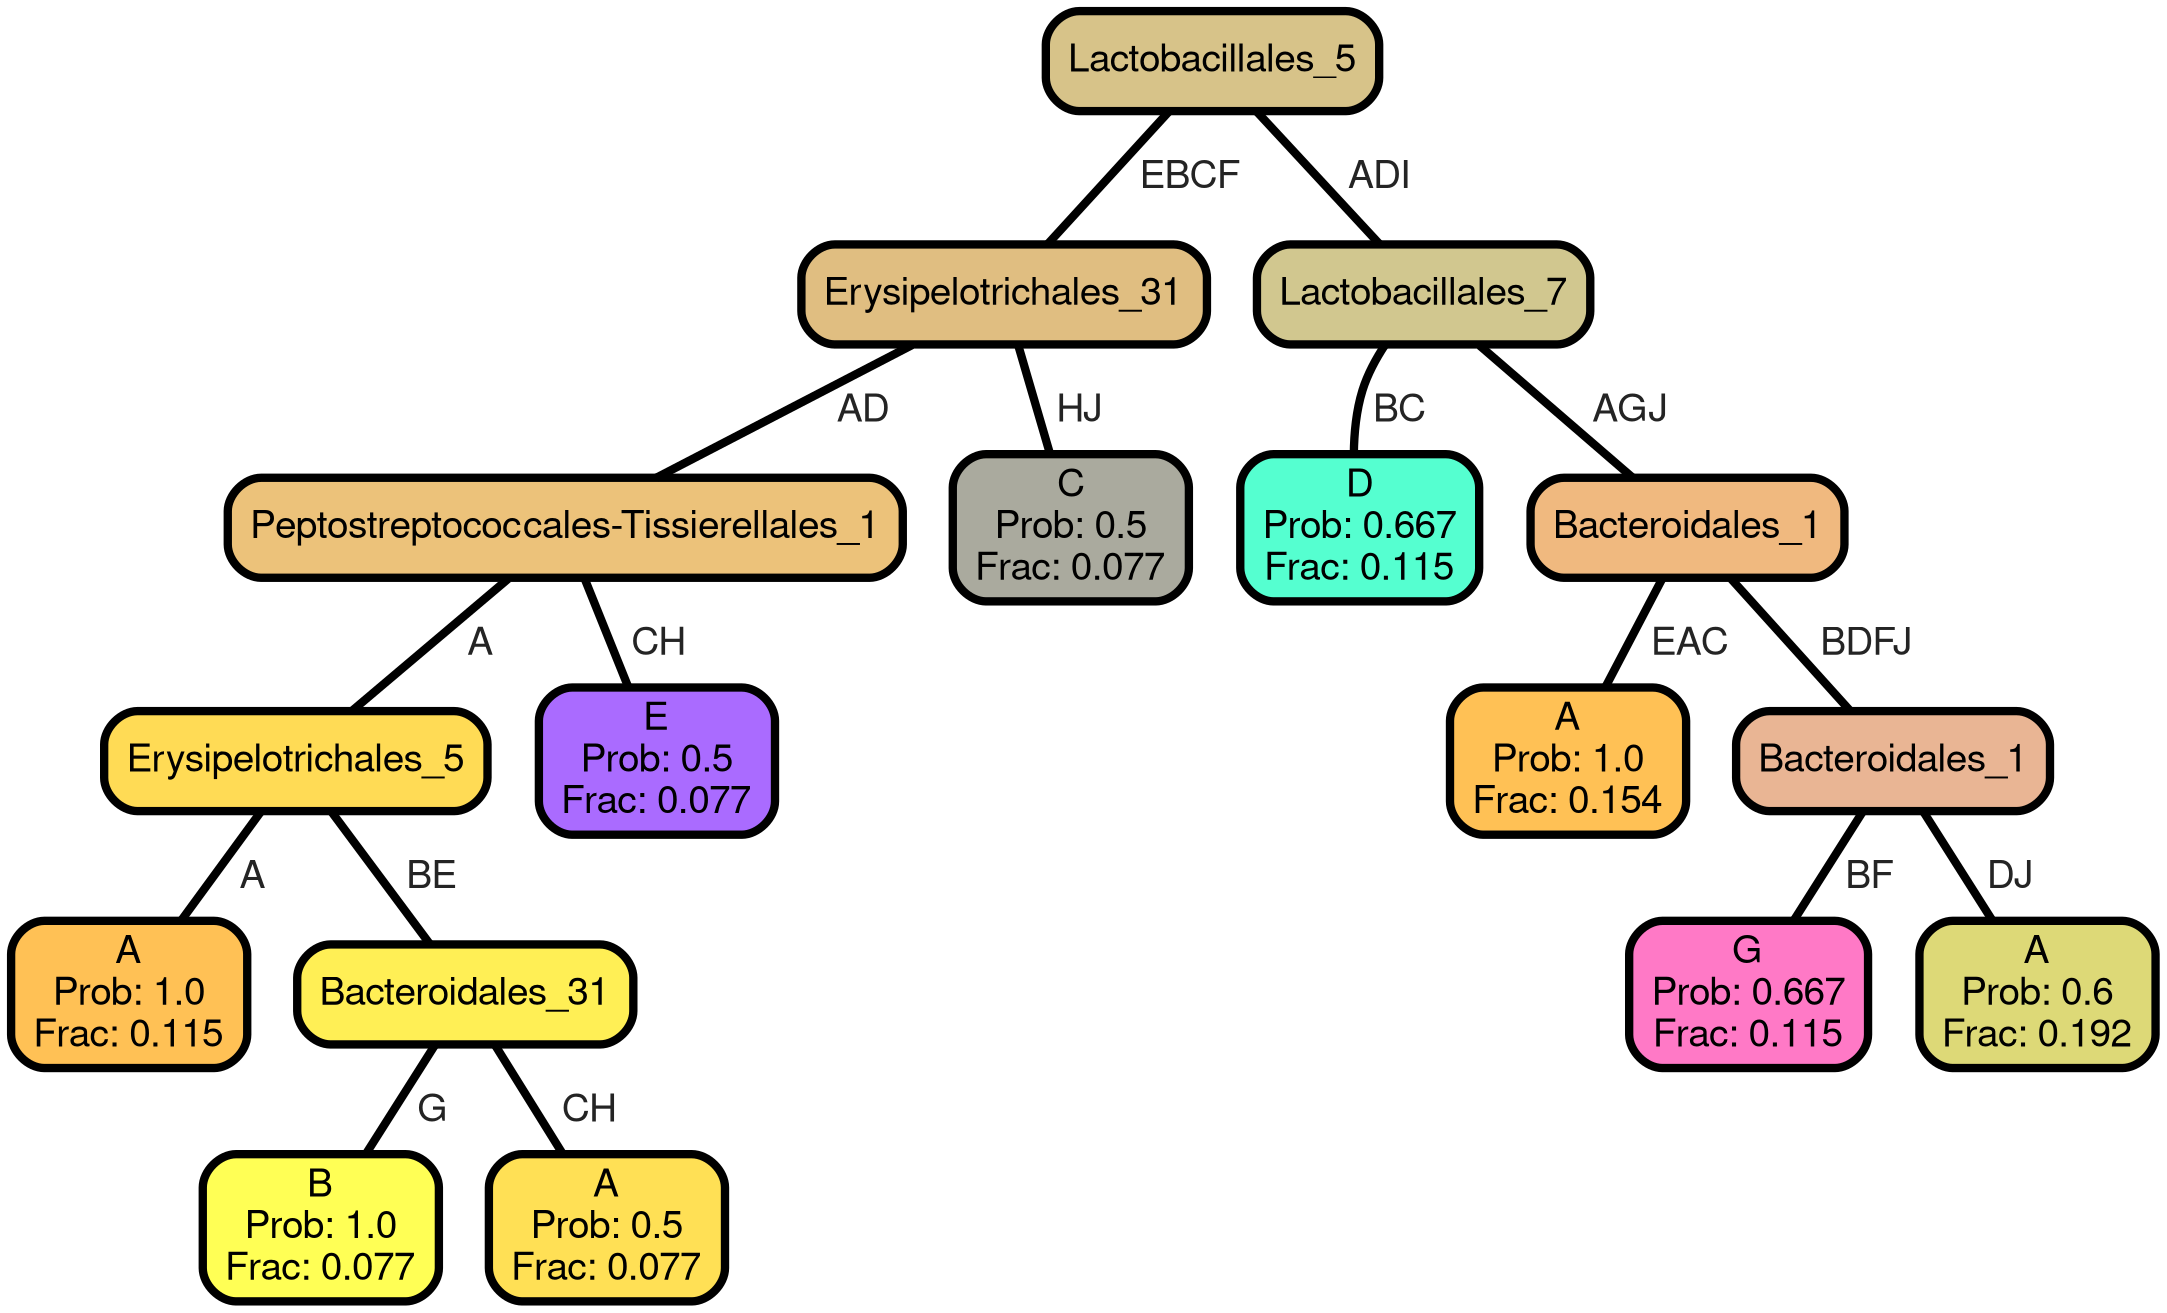 Lactobacillales_5
EBCF
ADI
Erysipelotrichales_31
Lactobacillales_7
AD
HJ
BC
AGJ
Peptostreptococcales-Tissierellales_1
C
Prob: 0.5
Frac: 0.077
D
Prob: 0.667
Frac: 0.115
Bacteroidales_1
A
CH
EAC
BDFJ
Erysipelotrichales_5
E
Prob: 0.5
Frac: 0.077
A
Prob: 1.0
Frac: 0.154
Bacteroidales_1
A
BE
BF
DJ
A
Prob: 1.0
Frac: 0.115
Bacteroidales_31
G
Prob: 0.667
Frac: 0.115
A
Prob: 0.6
Frac: 0.192
G
CH
B
Prob: 1.0
Frac: 0.077
A
Prob: 0.5
Frac: 0.077